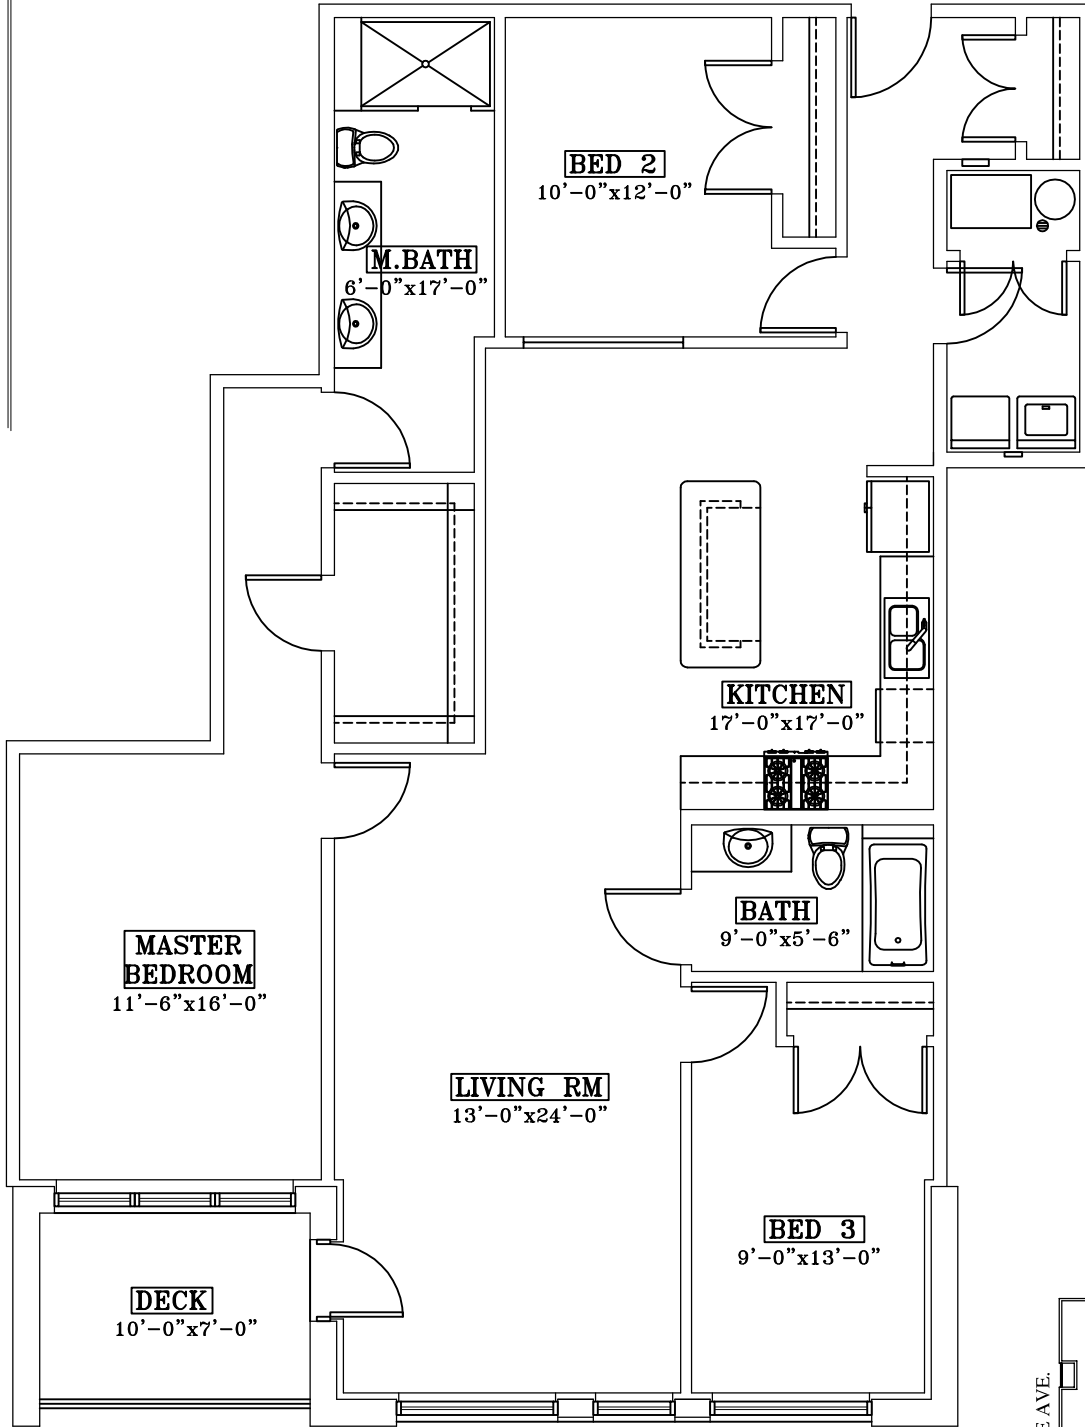 BED 2
10'-0"x12'-0"
M.BATH
6'-0"x17'-0"
KITCHEN
17'-0"x17'-0"
BATH
9'-0"x5'-6"
MASTER
BEDROOM
11'-6"x16'-0"
LIVING RM
13'-0"x24'-0"
BED 3
9'-0"x13'-0"
DECK
10'-0"x7'-0"
AVE.